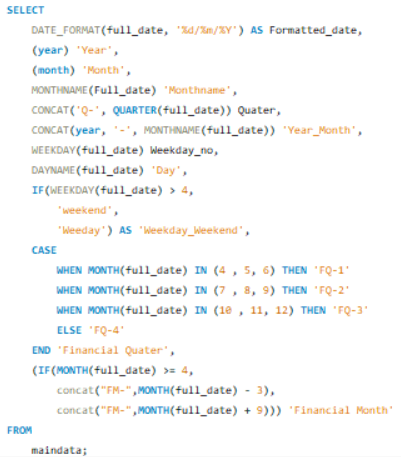 SELECT
DATE_FORMAT(full_date, '%d/%m/%Y') AS Formatted_date,
(year) 'Year',
(month) 'Month',
MONTHNAME(Full_date) 'Monthname',
CONCAT('Q-', QUARTER(full_date)) Quater,
CONCAT(year, '-', MONTHNAME(full_date)) 'Year_Month',
WEEKDAY(full_date) Weekday_no,
DAYNAME(full_date) 'Day',
IF(WEEKDAY(full_date) > 4,
'weekend',
'Weeday') AS 'Weekday_Weekend',
CASE
WHEN MONTH(full_date) IN (4 , 5, 6) THEN 'FQ-1'
WHEN MONTH(full_date) IN (7 , 8, 9) THEN 'FQ-2'
WHEN MONTH(full_date) IN (10 , 11, 12) THEN 'FQ-3'
ELSE 'FQ-4'
END 'Financial Quater',
(IF(MONTH(full_date) >= 4,
concat("FM-",MONTH(full_date) - 3),
concat("FM-",MONTH(full_date) + 9))) 'Financial Month'
FROM
maindata;